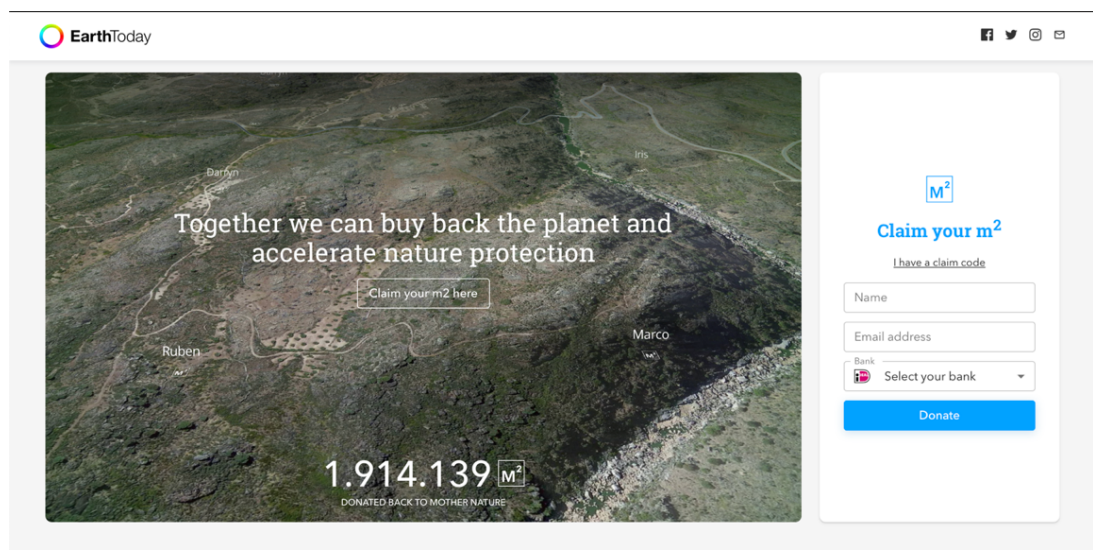 EarthToday
Darryn
Iris
Together we can buy back the planet and
accelerate nature protection
Claim your m2 here
Ruben
Marco
1.914.139 M²
DONATED BACK TO MOTHER NATURE
M²
Claim your m²
I have a claim code
Name
Email address
Bank
Select your bank
Donate